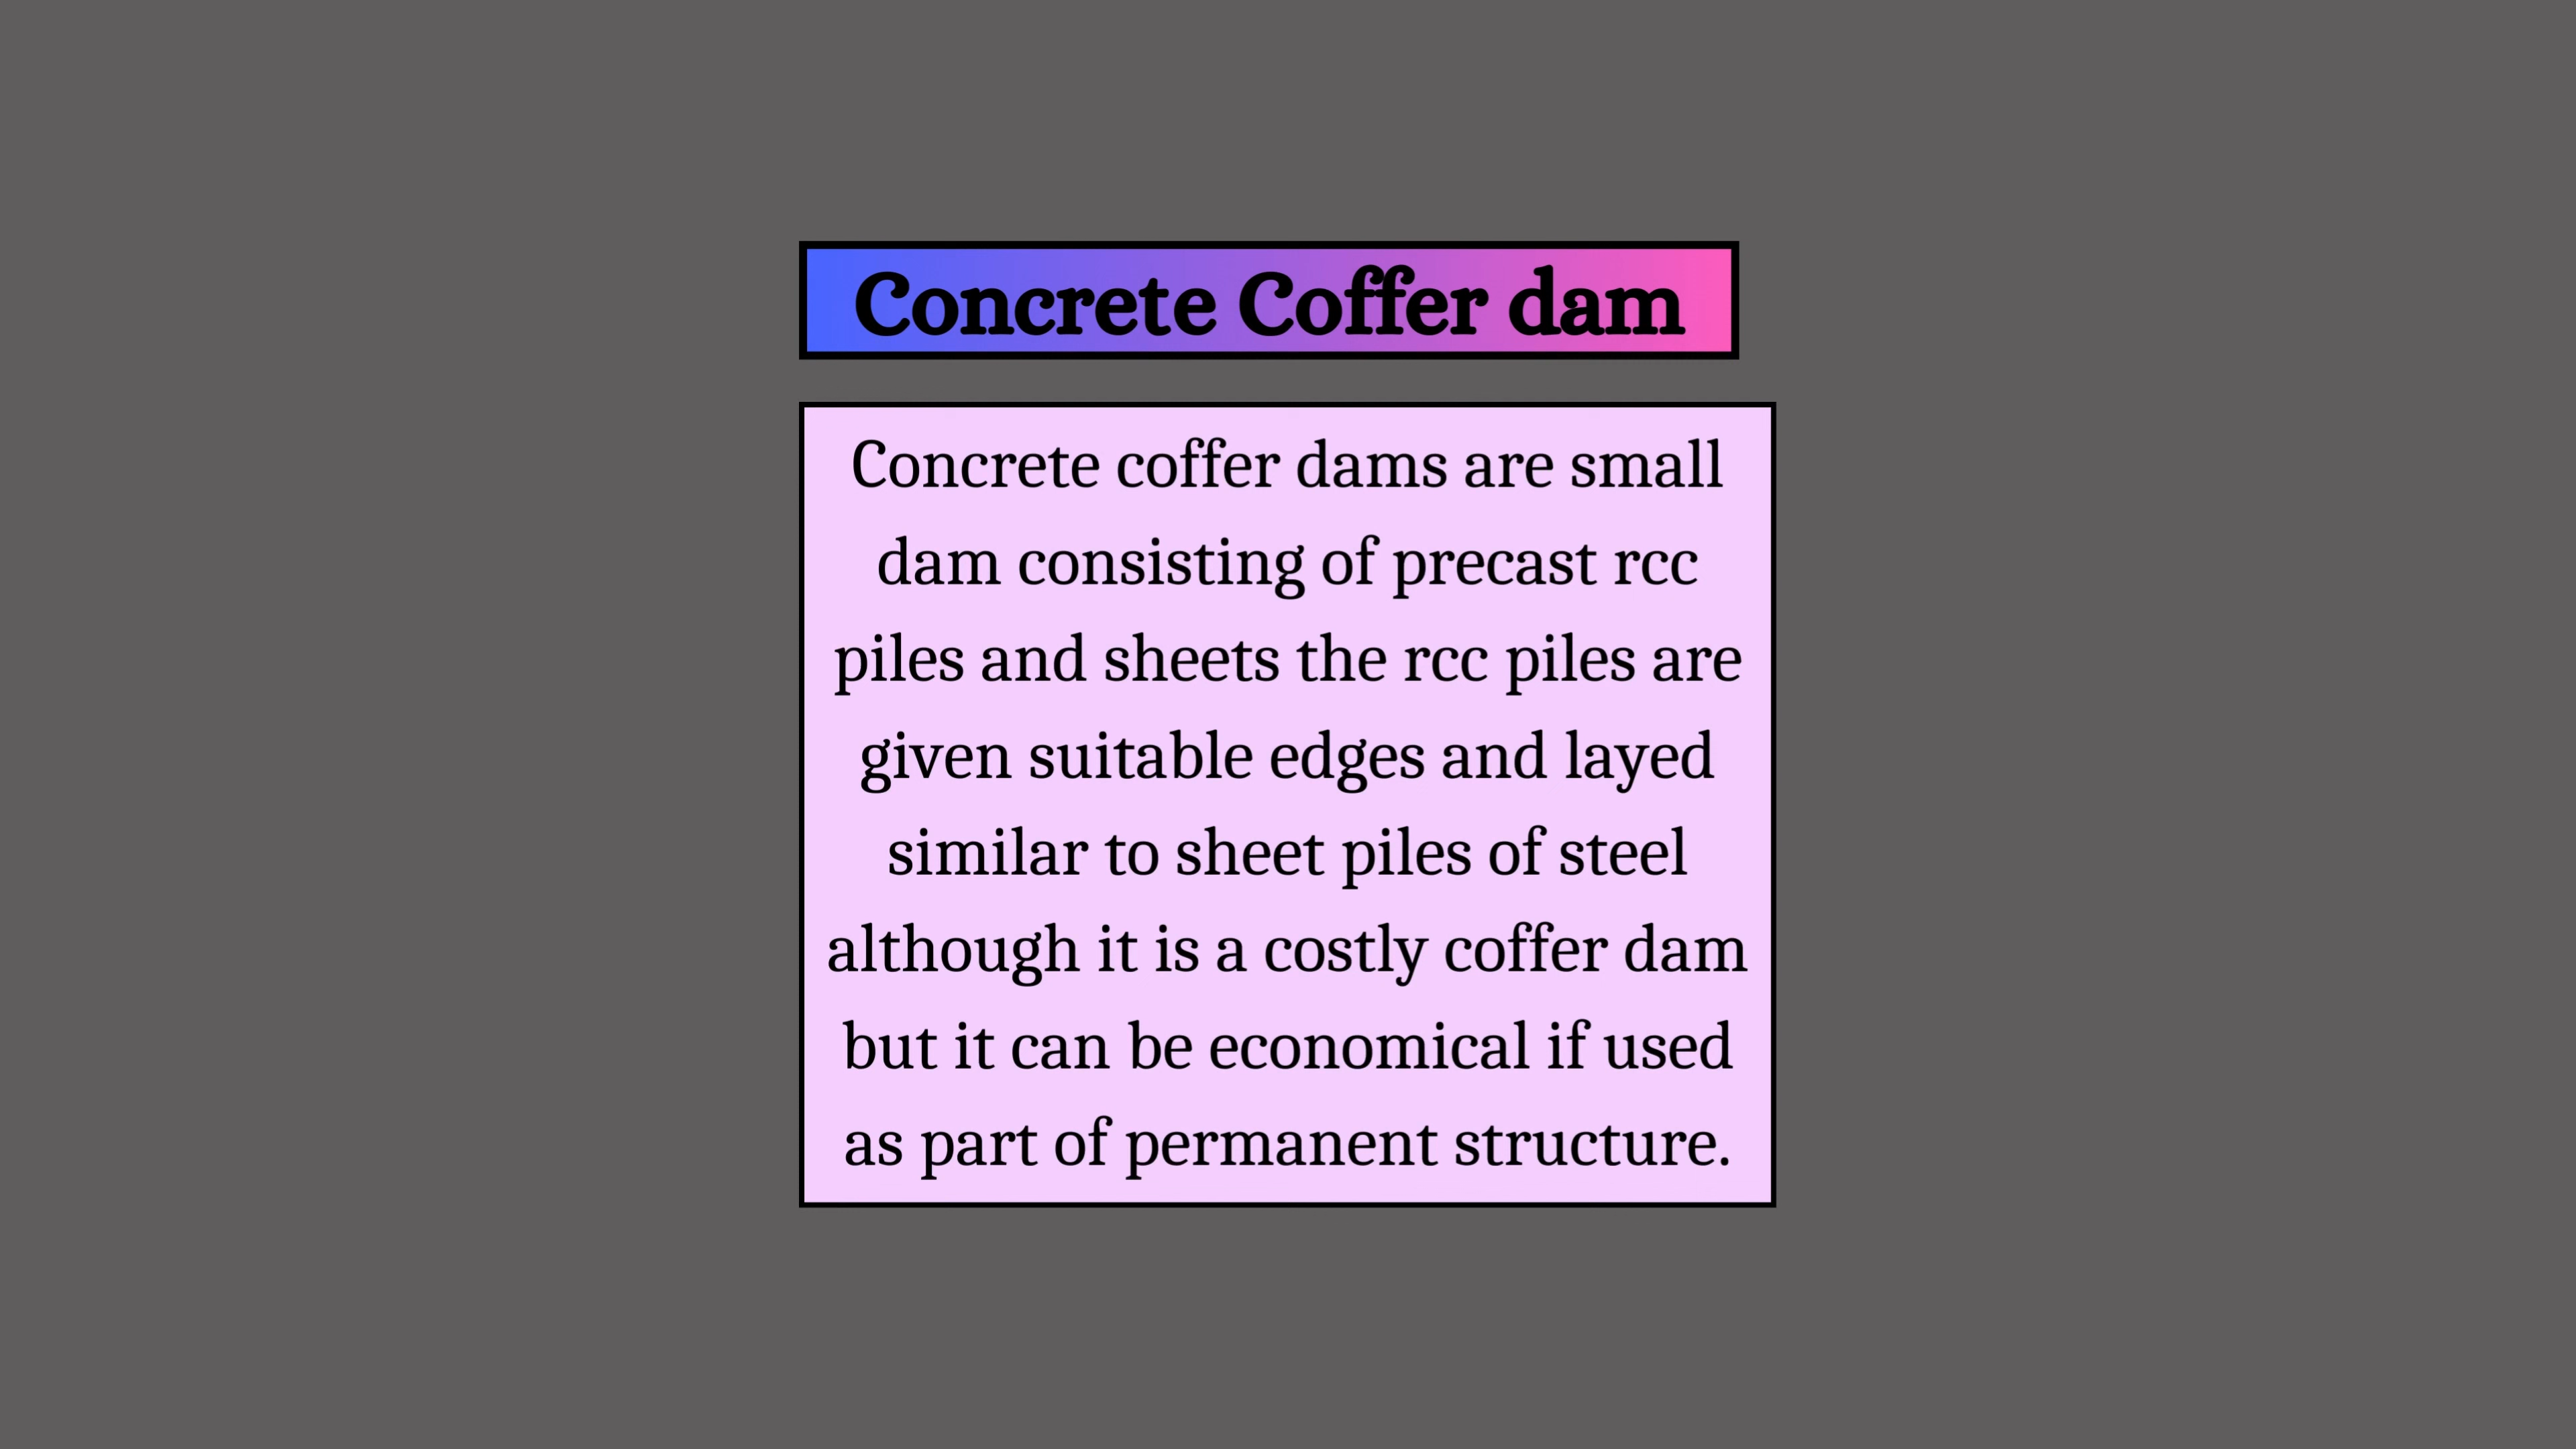 Concrete Coffer dam
Concrete coffer dams are small
dam consisting of precast rcc
piles and sheets the rcc piles are
given suitable edges and layed
similar to sheet piles of steel
although it is a costly coffer dam
but it can be economical if used
as part of permanent structure.